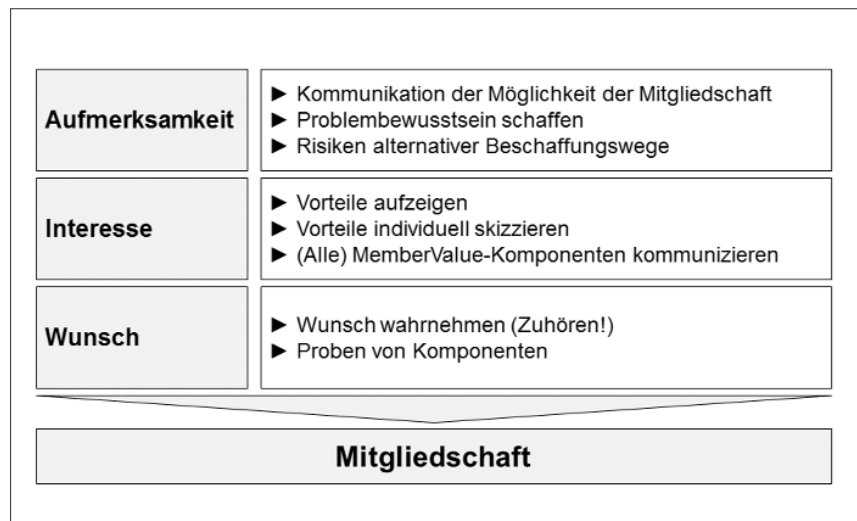 Aufmerksamkeit
► Kommunikation der Möglichkeit der Mitgliedschaft
► Problembewusstsein schaffen
► Risiken alternativer Beschaffungswege
Interesse
► Vorteile aufzeigen
► Vorteile individuell skizzieren
► (Alle) MemberValue-Komponenten kommunizieren
Wunsch
► Wunsch wahrnehmen (Zuhören!)
► Proben von Komponenten
Mitgliedschaft